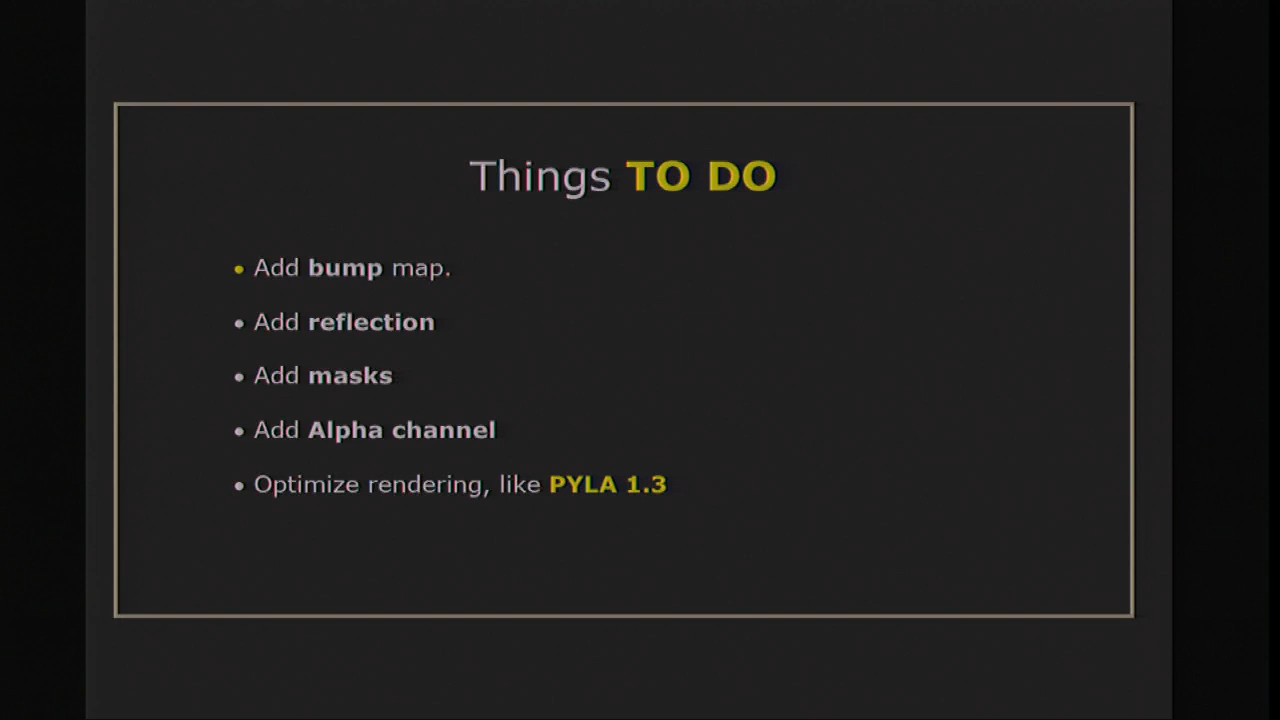 Things TO DO
• Add bump map.
• Add reflection
• Add masks
• Add Alpha channel
• Optimize rendering, like PYLA 1.3